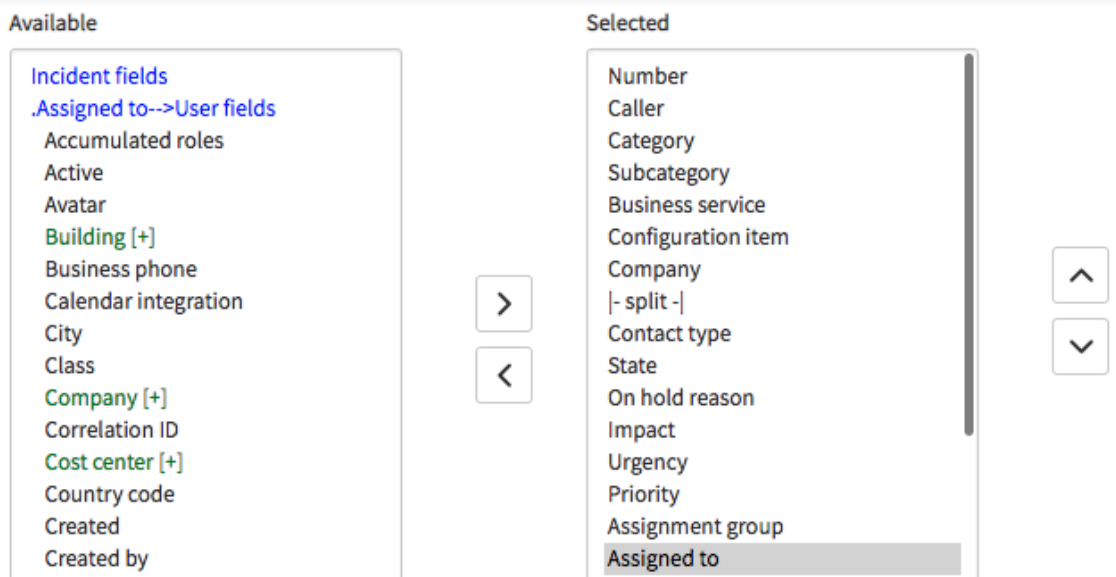 Available
Incident fields
.Assigned to-->User fields
Accumulated roles
Active
Avatar
Building [+]
Business phone
Calendar integration
City
Class
Company [+]
Correlation ID
Cost center [+]
Country code
Created
Created by
Selected
Number
Caller
Category
Subcategory
Business service
Configuration item
Company
|- split -|
Contact type
State
On hold reason
Impact
Urgency
Priority
Assignment group
Assigned to